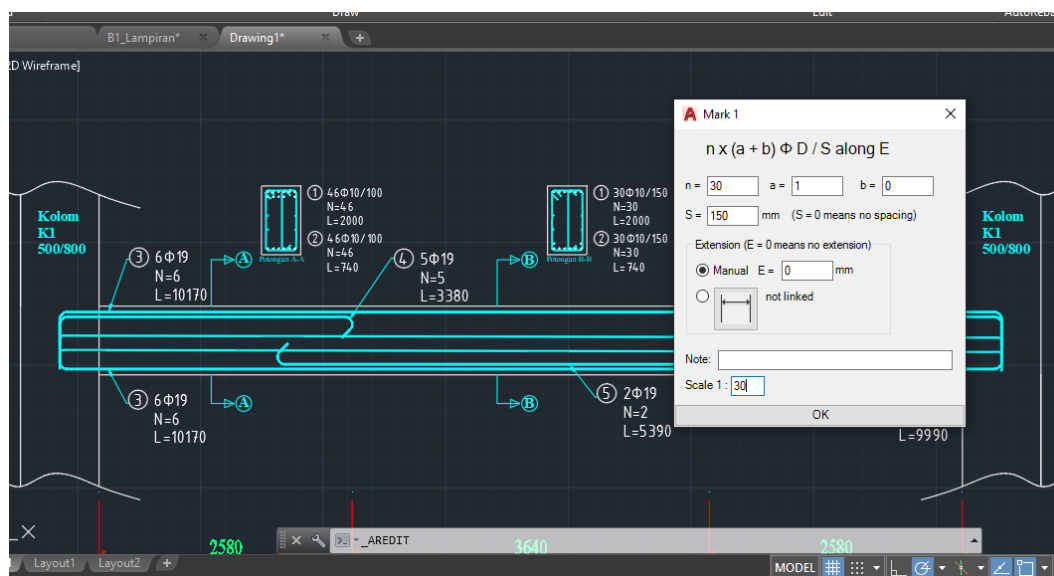 Draw
Edit
B1_Lampiran*
Drawing1*
2D Wireframe]
Mark 1
n x (a + b) Φ D / S along E
n = 30
a = 1
b = 0
S = 150 mm (S = 0 means no spacing)
Extension (E = 0 means no extension)
Manual E = 0 mm
not linked
Note:
Scale 1 : 30
OK
Kolom
K1
500/800
1 46Φ10/100
N=46
L=2000
2 46Φ10/100
N=46
L=740
Potongan A-A
1 30Φ10/150
N=30
L=2000
2 30Φ10/150
N=30
L=740
Potongan B-B
Kolom
K1
500/800
3 6Φ19
N=6
L=10170
A
4 5Φ19
N=5
L=3380
B
3 6Φ19
N=6
L=10170
A
B
5 2Φ19
N=2
L=5390
L=9990
X
_AREDIT
2580
3640
2580
Layout1
Layout2
MODEL